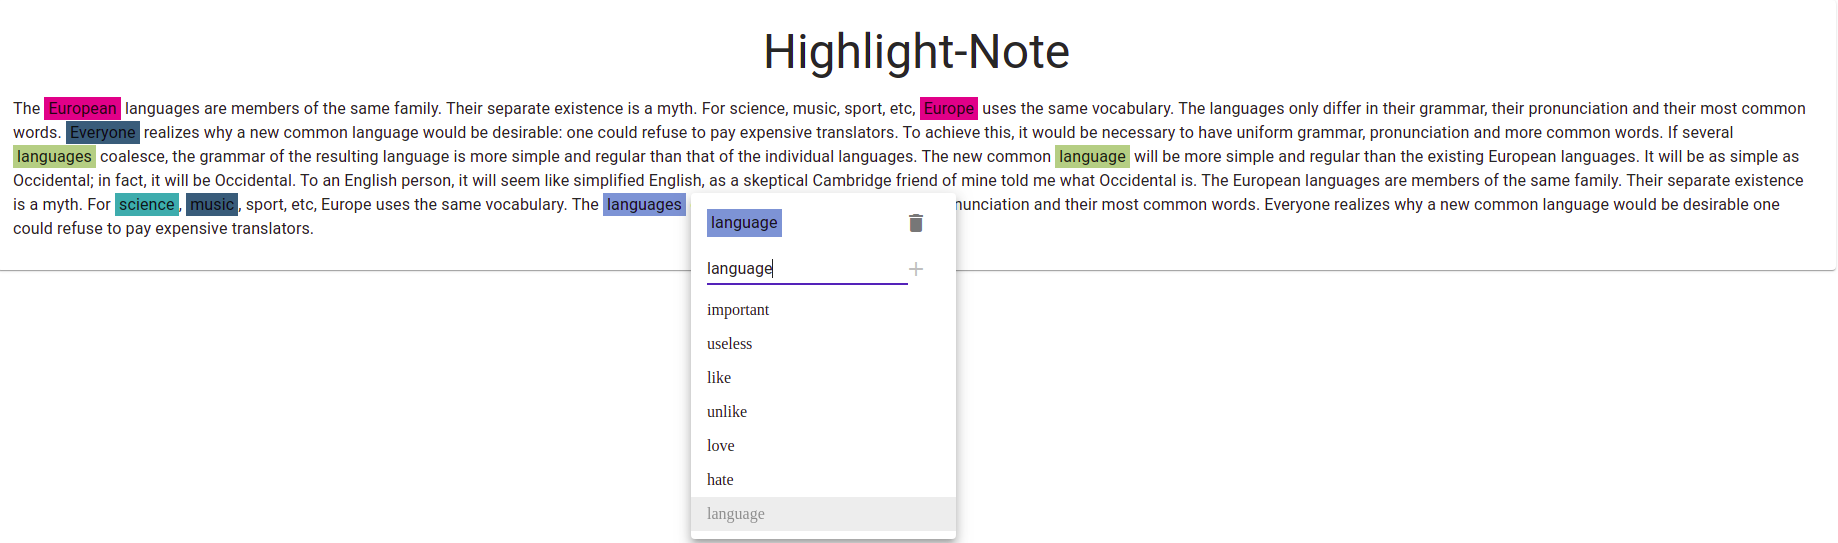 Highlight-Note
The European languages are members of the same family. Their separate existence is a myth. For science, music, sport, etc, Europe uses the same vocabulary. The languages only differ in their grammar, their pronunciation and their most common
words. Everyone realizes why a new common language would be desirable: one could refuse to pay expensive translators. To achieve this, it would be necessary to have uniform grammar, pronunciation and more common words. If several
languages coalesce, the grammar of the resulting language is more simple and regular than that of the individual languages. The new common language will be more simple and regular than the existing European languages. It will be as simple as
Occidental; in fact, it will be Occidental. To an English person, it will seem like simplified English, as a skeptical Cambridge friend of mine told me what Occidental is. The European languages are members of the same family. Their separate existence
is a myth. For science, music, sport, etc, Europe uses the same vocabulary. The languages nunciation and their most common words. Everyone realizes why a new common language would be desirable one
could refuse to pay expensive translators.
language
language
important
useless
like
unlike
love
hate
language